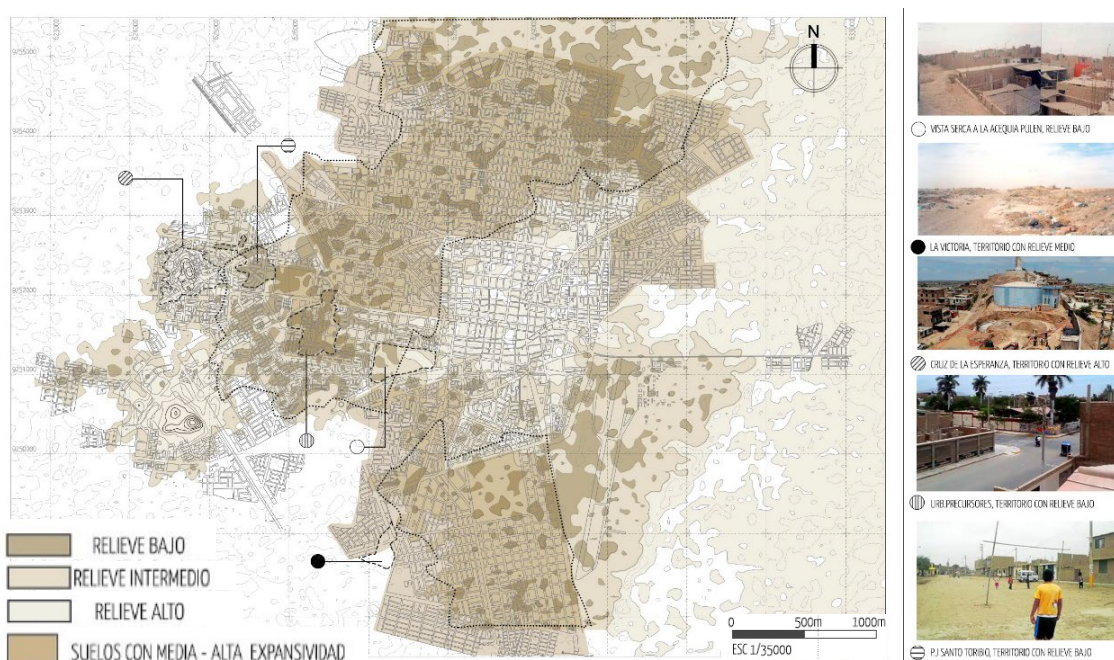 N
RELIEVE BAJO
RELIEVE INTERMEDIO
RELIEVE ALTO
SUELOS CON MEDIA - ALTA EXPANSIVIDAD
0 500m 1000m
ESC 1/35000
VISTA SERCA A LA ACEQUIA PULEN, RELIEVE BAJO
LA VICTORIA, TERRITORIO CON RELIEVE MEDIO
CRUZ DE LA ESPERANZA, TERRITORIO CON RELIEVE ALTO
URB.PRECURSORES, TERRITORIO CON RELIEVE BAJO
P.J SANTO TORIBIO, TERRITORIO CON RELIEVE BAJO